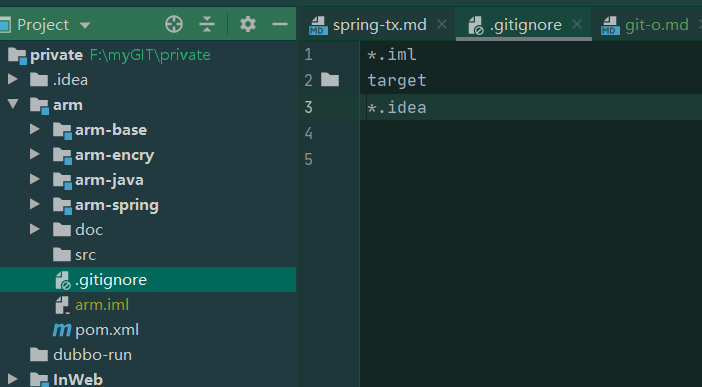 Project
private F:\myGIT\private
.idea
arm
arm-base
arm-encry
arm-java
arm-spring
doc
src
.gitignore
arm.iml
pom.xml
dubbo-run
InWeb
spring-tx.md
.gitignore
git-o.md
1 *.iml
2 target
3 *.idea
4
5